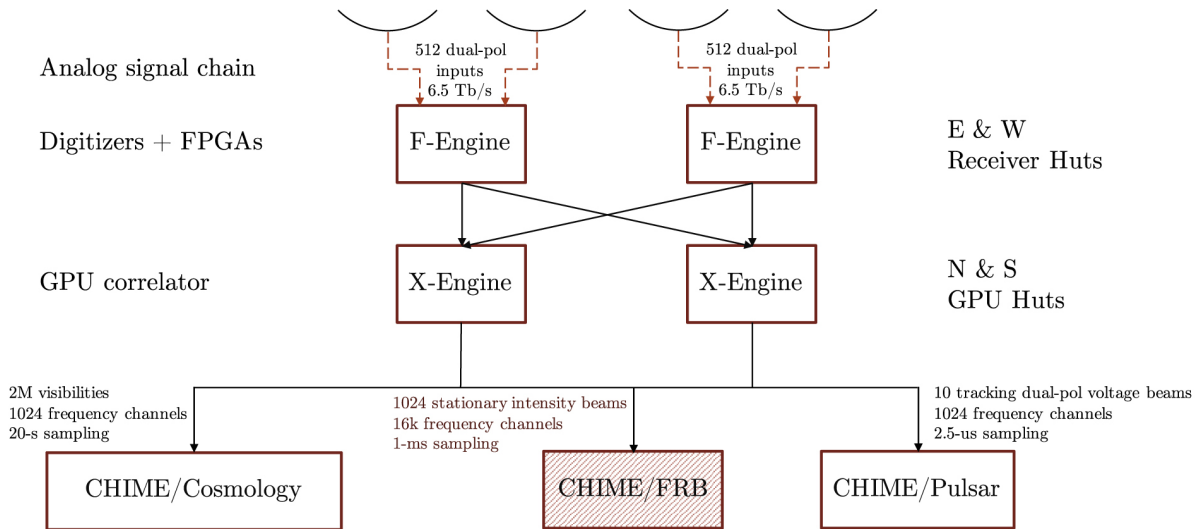 Analog signal chain
512 dual-pol
inputs
6.5 Tb/s
512 dual-pol
inputs
6.5 Tb/s
Digitizers + FPGAs
F-Engine
F-Engine
E & W
Receiver Huts
GPU correlator
X-Engine
X-Engine
N & S
GPU Huts
2M visibilities
1024 frequency channels
20-s sampling
1024 stationary intensity beams
16k frequency channels
1-ms sampling
10 tracking dual-pol voltage beams
1024 frequency channels
2.5-us sampling
CHIME/Cosmology
CHIME/FRB
CHIME/Pulsar